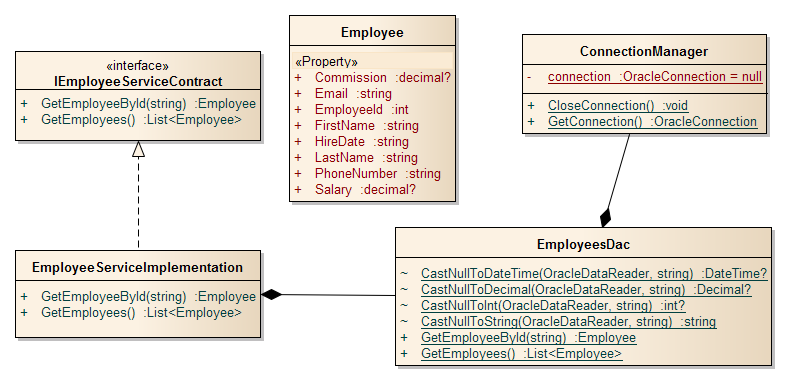 «interface»
IEmployeeServiceContract
+ GetEmployeeById(string) :Employee
+ GetEmployees() :List<Employee>
Employee
«Property»
+ Commission :decimal?
+ Email :string
+ EmployeeId :int
+ FirstName :string
+ HireDate :string
+ LastName :string
+ PhoneNumber :string
+ Salary :decimal?
ConnectionManager
- connection :OracleConnection = null
+ CloseConnection() :void
+ GetConnection() :OracleConnection
EmployeeServiceImplementation
+ GetEmployeeById(string) :Employee
+ GetEmployees() :List<Employee>
EmployeesDac
~ CastNullToDateTime(OracleDataReader, string) :DateTime?
~ CastNullToDecimal(OracleDataReader, string) :Decimal?
~ CastNullToInt(OracleDataReader, string) :int?
~ CastNullToString(OracleDataReader, string) :string
+ GetEmployeeById(string) :Employee
+ GetEmployees() :List<Employee>